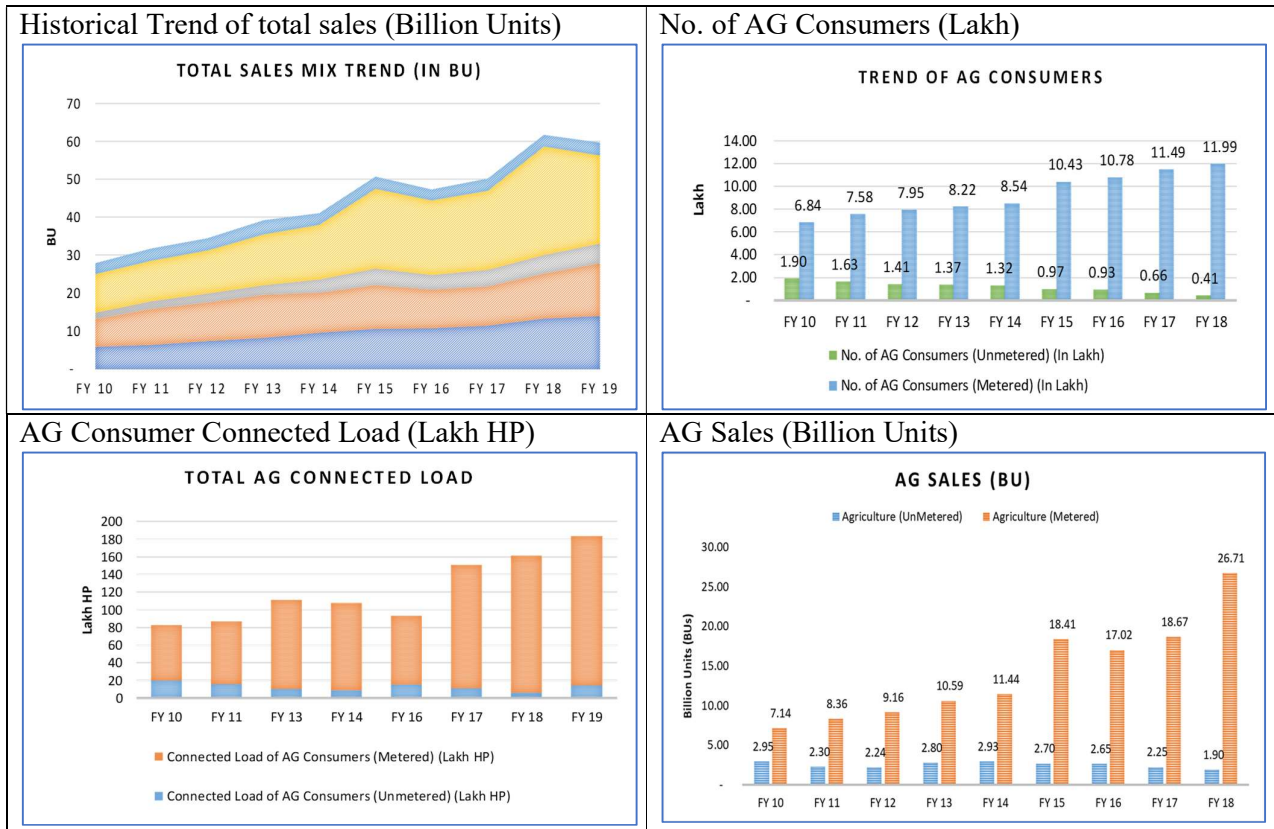 Historical Trend of total sales (Billion Units)
TOTAL SALES MIX TREND (IN BU)
70
60
50
40
30
20
10
-
BU
FY 10 FY 11 FY 12 FY 13 FY 14 FY 15 FY 16 FY 17 FY 18 FY 19
No. of AG Consumers (Lakh)
TREND OF AG CONSUMERS
14.00
12.00
10.00
8.00
6.00
4.00
2.00
-
Lakh
6.84 7.58 7.95 8.22 8.54 10.43 10.78 11.49 11.99
1.90 1.63 1.41 1.37 1.32 0.97 0.93 0.66 0.41
FY 10 FY 11 FY 12 FY 13 FY 14 FY 15 FY 16 FY 17 FY 18
No. of AG Consumers (Unmetered) (In Lakh)
No. of AG Consumers (Metered) (In Lakh)
AG Consumer Connected Load (Lakh HP)
TOTAL AG CONNECTED LOAD
200
180
160
140
120
100
80
60
40
20
0
Lakh HP
FY 10 FY 11 FY 13 FY 14 FY 16 FY 17 FY 18 FY 19
Connected Load of AG Consumers (Metered) (Lakh HP)
Connected Load of AG Consumers (Unmetered) (Lakh HP)
AG Sales (Billion Units)
AG SALES (BU)
Agriculture (UnMetered) Agriculture (Metered)
30.00
25.00
20.00
15.00
10.00
5.00
-
Billion Units (BUs)
7.14 8.36 9.16 10.59 11.44 18.41 17.02 18.67 26.71
2.95 2.30 2.24 2.80 2.93 2.70 2.65 2.25 1.90
FY 10 FY 11 FY 12 FY 13 FY 14 FY 15 FY 16 FY 17 FY 18